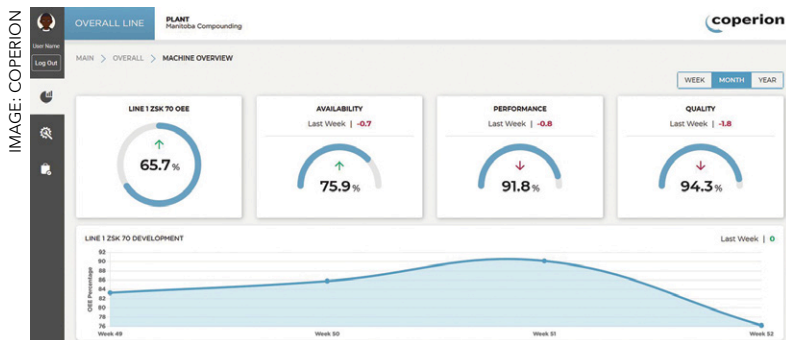 IMAGE: COPERION
User Name
Log Out
OVERALL LINE
PLANT
Manitoba Compounding
coperion
MAIN > OVERALL > MACHINE OVERVIEW
WEEK MONTH YEAR
LINE 1 ZSK 70 OEE
65.7 %
AVAILABILITY
Last Week | -0.7
75.9 %
PERFORMANCE
Last Week | -0.8
91.8 %
QUALITY
Last Week | -1.8
94.3 %
LINE 1 ZSK 70 DEVELOPMENT
Last Week | 0
OEE Percentage
92
90
88
86
84
82
80
78
76
Week 49
Week 50
Week 51
Week 52